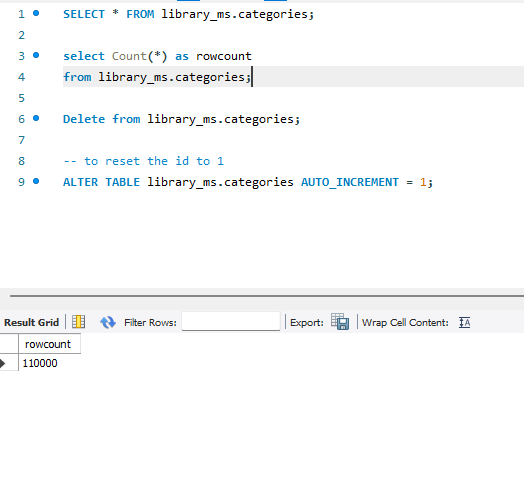 1 SELECT * FROM library_ms.categories;
2
3 select Count(*) as rowcount
4 from library_ms.categories;
5
6 Delete from library_ms.categories;
7
8 -- to reset the id to 1
9 ALTER TABLE library_ms.categories AUTO_INCREMENT = 1;
Result Grid Filter Rows: Export: Wrap Cell Content: IA
rowcount
110000